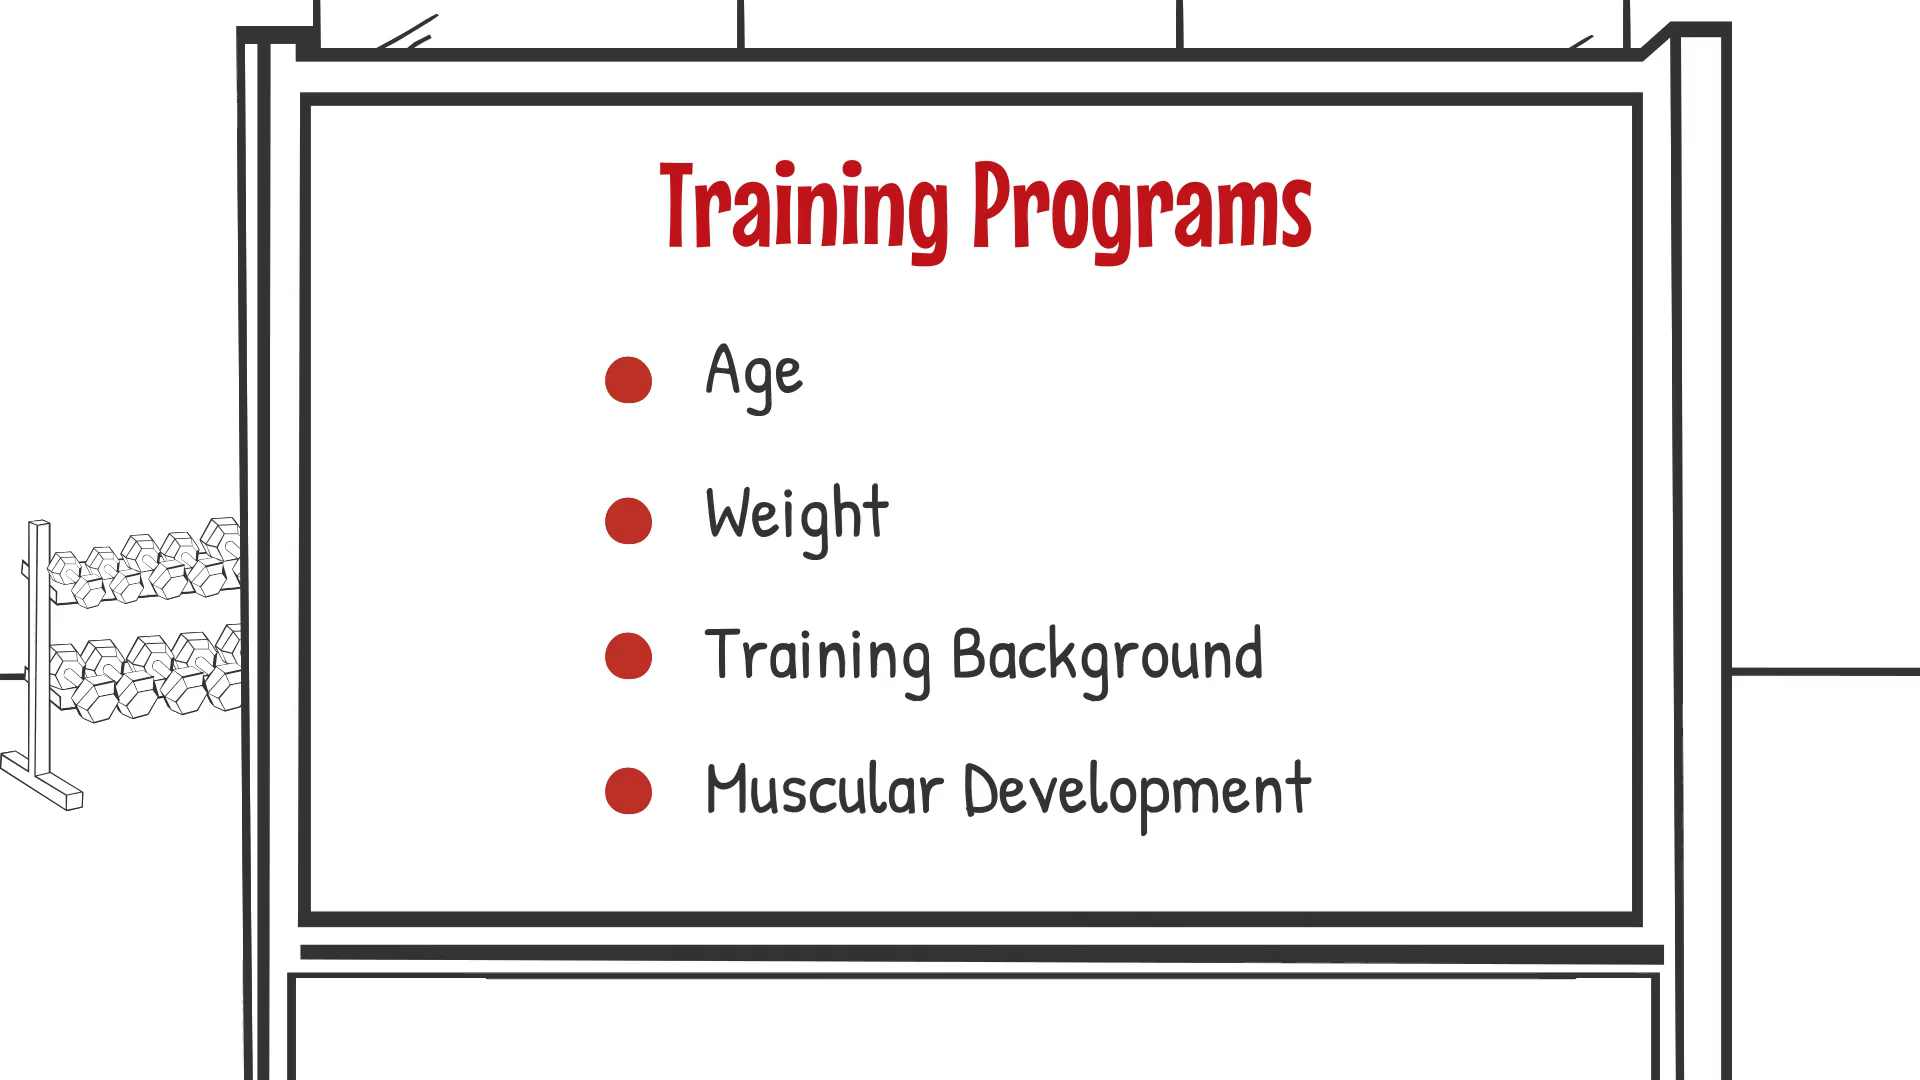 Training Programs
Age
Weight
Training Background
Muscular Development